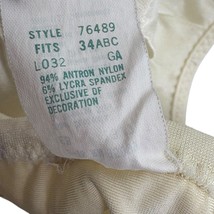 STYLE 76489
FITS 34ABC
L032 GA
94% ANTRON NYLON
6% LYCRA SPANDEX
EXCLUSIVE OF
DECORATION